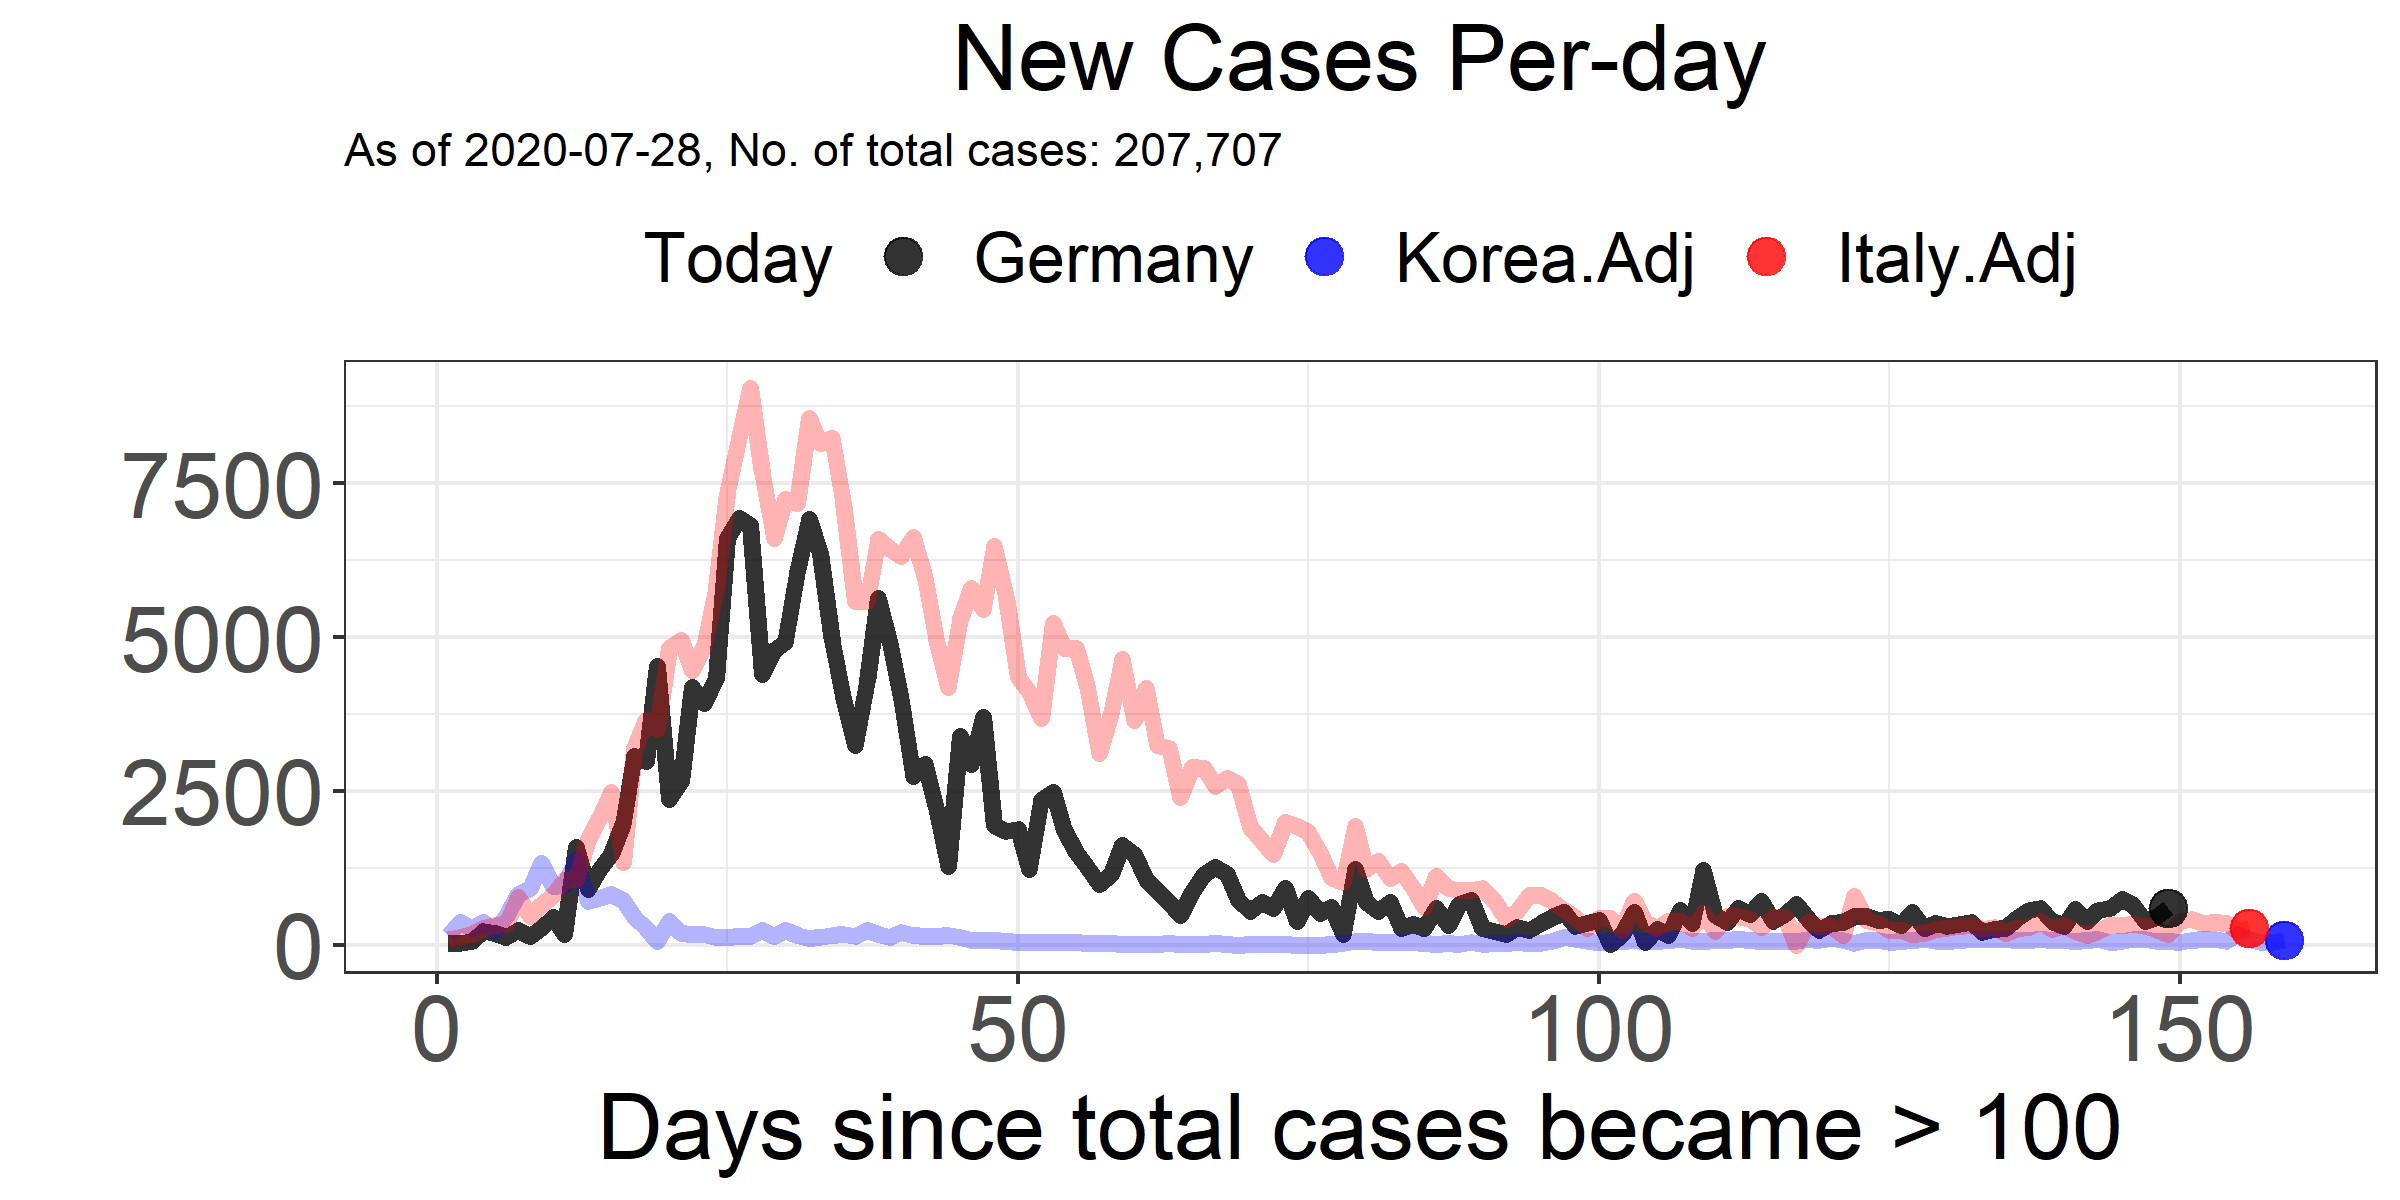 New Cases Per-day
As of 2020-07-28, No. of total cases: 207,707
Today Germany Korea.Adj Italy.Adj
7500
5000
2500
0
0 50 100 150
Days since total cases became > 100